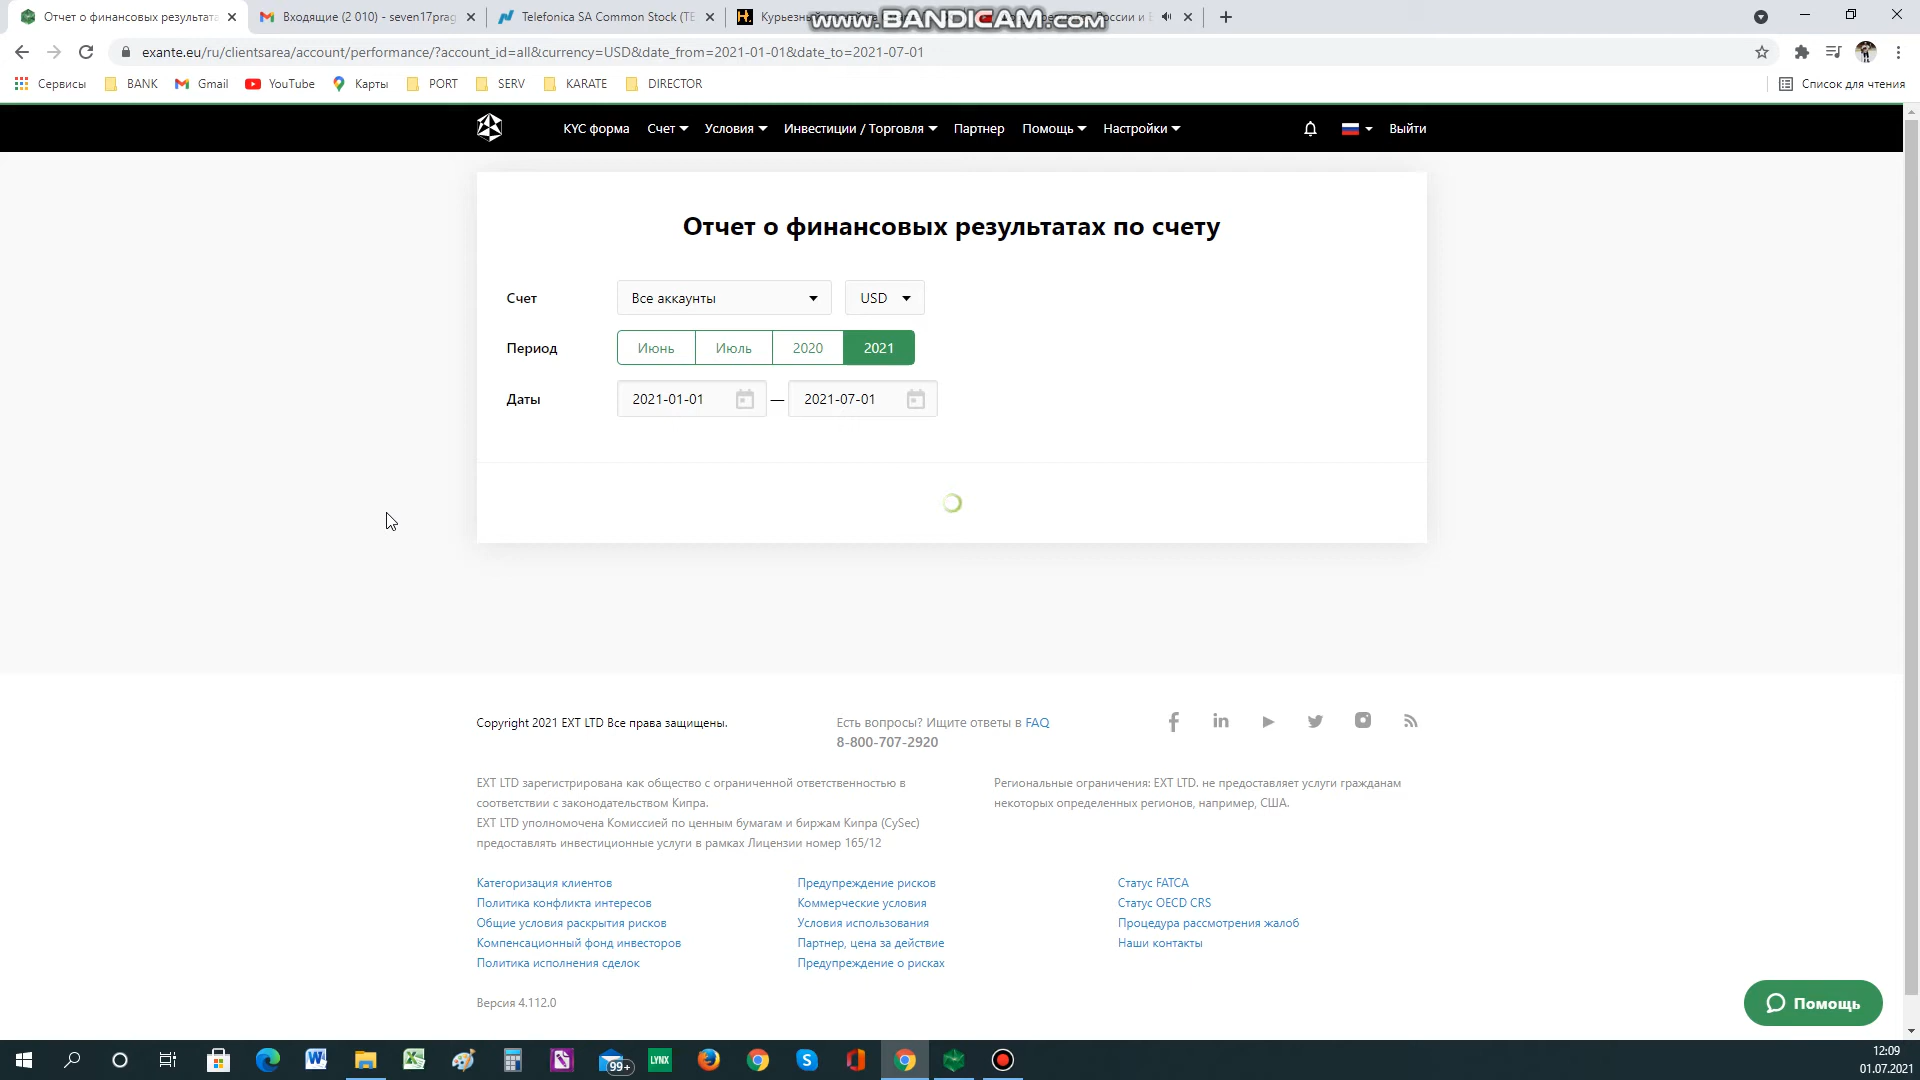 Отчет о финансовых результата
Входящие (2 010) - seven17prag
Telefonica SA Common Stock (TE
Курьезный
России и Е
www.BANDICAM.com
exante.eu/ru/clientsarea/account/performance/?account_id=all&currency=USD&date_from=2021-01-01&date_to=2021-07-01
Сервисы
BANK
Gmail
YouTube
Карты
PORT
SERV
KARATE
DIRECTOR
Список для чтения
KYC форма
Счет
Условия
Инвестиции / Торговля
Партнер
Помощь
Настройки
Выйти
Отчет о финансовых результатах по счету
Счет
Все аккаунты
USD
Период
Июнь
Июль
2020
2021
Даты
2021-01-01
—
2021-07-01
Copyright 2021 EXT LTD Все права защищены.
Есть вопросы? Ищите ответы в FAQ
8-800-707-2920
EXT LTD зарегистрирована как общество с ограниченной ответственностью в
соответствии с законодательством Кипра.
EXT LTD уполномочена Комиссией по ценным бумагам и биржам Кипра (CySec)
предоставлять инвестиционные услуги в рамках Лицензии номер 165/12
Региональные ограничения: EXT LTD. не предоставляет услуги гражданам
некоторых определенных регионов, например, США.
Категоризация клиентов
Политика конфликта интересов
Общие условия раскрытия рисков
Компенсационный фонд инвесторов
Политика исполнения сделок
Предупреждение рисков
Коммерческие условия
Условия использования
Партнер, цена за действие
Предупреждение о рисках
Статус FATCA
Статус OECD CRS
Процедура рассмотрения жалоб
Наши контакты
Версия 4.112.0
Помощь
99+
LYNX
12:09
01.07.2021